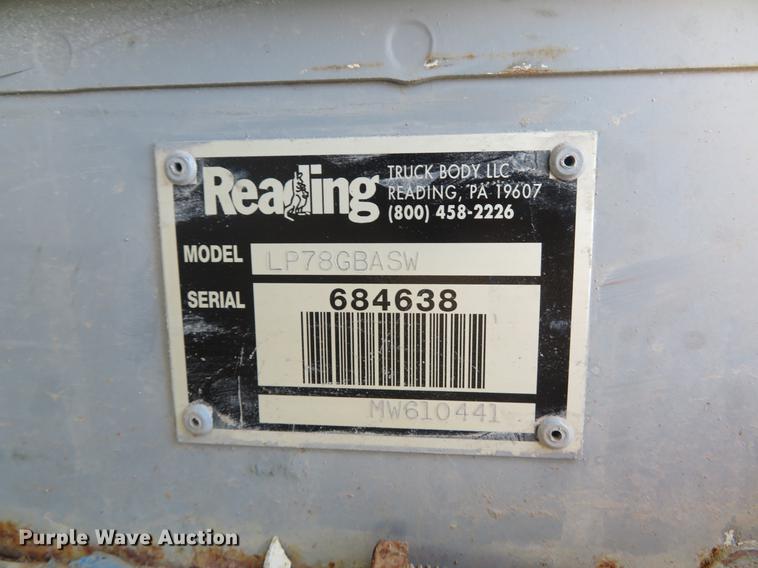 Reading
TRUCK BODY LLC
READING, PA 19607
(800) 458-2226
MODEL LP78GBASW
SERIAL 684638
MW610441
Purple Wave Auction